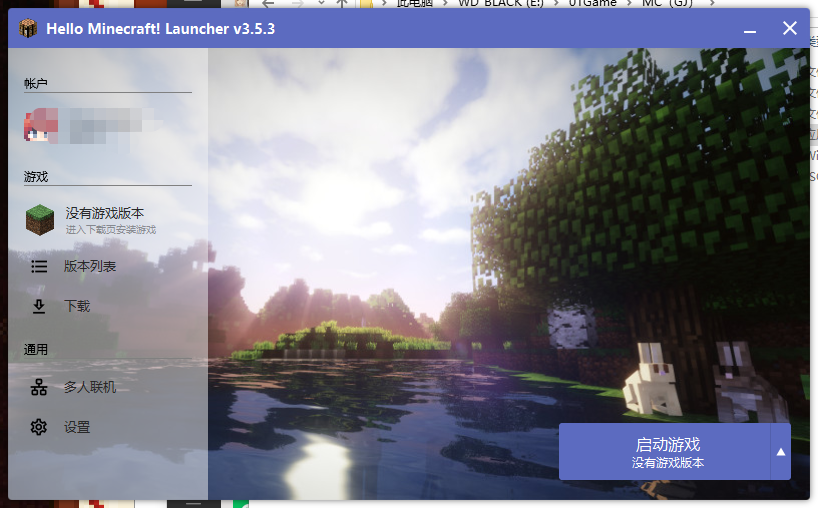 此电脑 > WD_BLACK (E:) > UTGame > MC（GJ） >
Hello Minecraft! Launcher v3.5.3
帐户
游戏
没有游戏版本
进入下载页安装游戏
版本列表
下载
通用
多人联机
设置
启动游戏
没有游戏版本